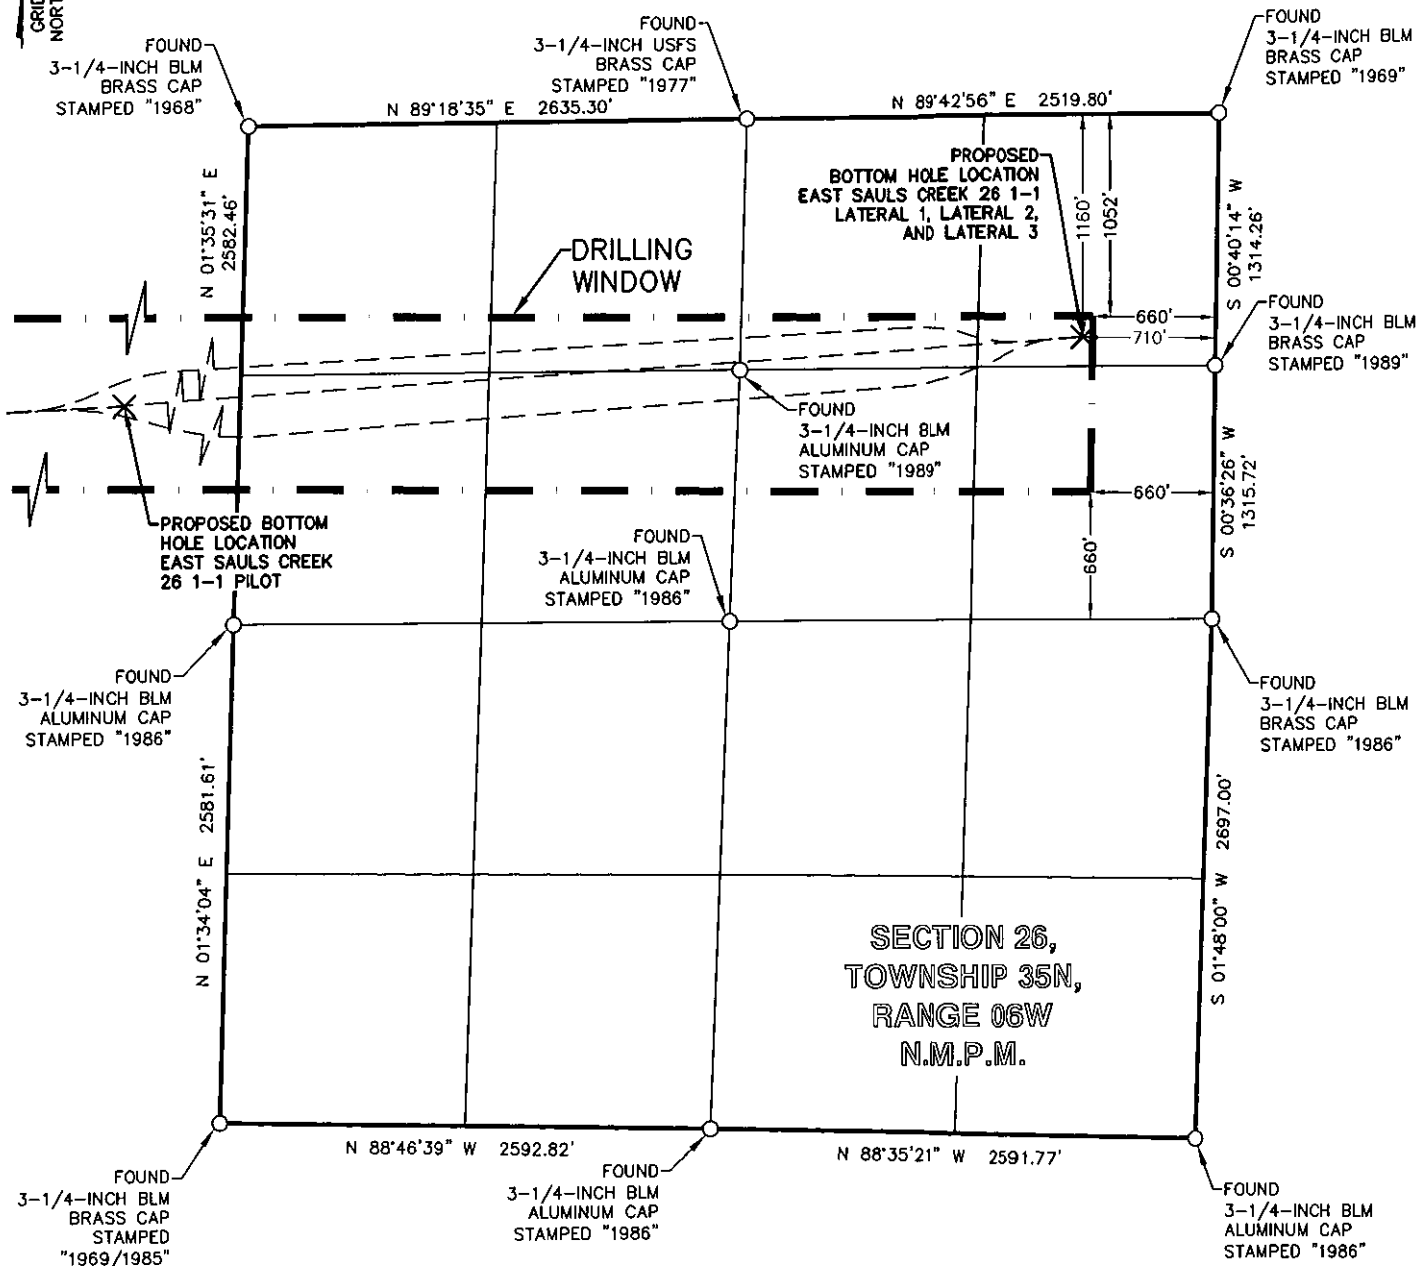 GRID
NORT
FOUND
3-1/4-INCH BLM
BRASS CAP
STAMPED "1968"
FOUND
3-1/4-INCH USFS
BRASS CAP
STAMPED "1977"
FOUND
3-1/4-INCH BLM
BRASS CAP
STAMPED "1969"
N 89°18'35" E 2635.30'
N 89°42'56" E 2519.80'
N 01°35'31" E
2582.46'
PROPOSED
BOTTOM HOLE LOCATION
EAST SAULS CREEK 26 1-1
LATERAL 1, LATERAL 2,
AND LATERAL 3
1160'
1052'
S 00°40'14" W
1314.26'
DRILLING
WINDOW
660'
710'
FOUND
3-1/4-INCH BLM
BRASS CAP
STAMPED "1989"
FOUND
3-1/4-INCH BLM
ALUMINUM CAP
STAMPED "1989"
S 00°36'26" W
1315.72'
660'
660'
PROPOSED BOTTOM
HOLE LOCATION
EAST SAULS CREEK
26 1-1 PILOT
FOUND
3-1/4-INCH BLM
ALUMINUM CAP
STAMPED "1986"
FOUND
3-1/4-INCH BLM
ALUMINUM CAP
STAMPED "1986"
FOUND
3-1/4-INCH BLM
BRASS CAP
STAMPED "1986"
N 01°34'04" E 2581.61'
S 01°48'00" W 2697.00'
SECTION 26,
TOWNSHIP 35N,
RANGE 06W
N.M.P.M.
N 88°46'39" W 2592.82'
N 88°35'21" W 2591.77'
FOUND
3-1/4-INCH BLM
BRASS CAP
STAMPED
"1969/1985"
FOUND
3-1/4-INCH BLM
ALUMINUM CAP
STAMPED "1986"
FOUND
3-1/4-INCH BLM
ALUMINUM CAP
STAMPED "1986"